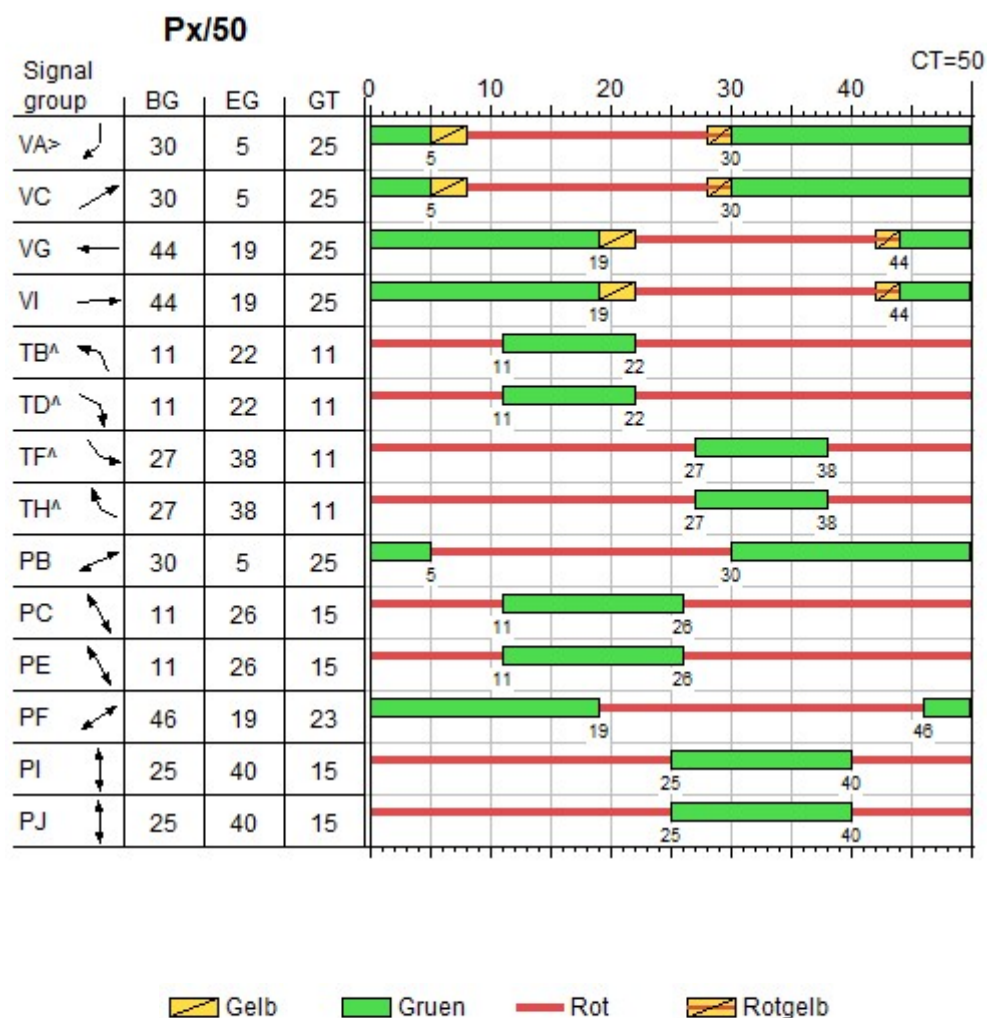 Px/50
CT=50
Signal group BG EG GT 0 10 20 30 40
VA> 30 5 25 5 30
VC 30 5 25 5 30
VG 44 19 25 19 44
VI 44 19 25 19 44
TB^ 11 22 11 11 22
TD^ 11 22 11 11 22
TF^ 27 38 11 27 38
TH^ 27 38 11 27 38
PB 30 5 25 5 30
PC 11 26 15 11 26
PE 11 26 15 11 26
PF 46 19 23 19 46
PI 25 40 15 25 40
PJ 25 40 15 25 40
Gelb Gruen Rot Rotgelb